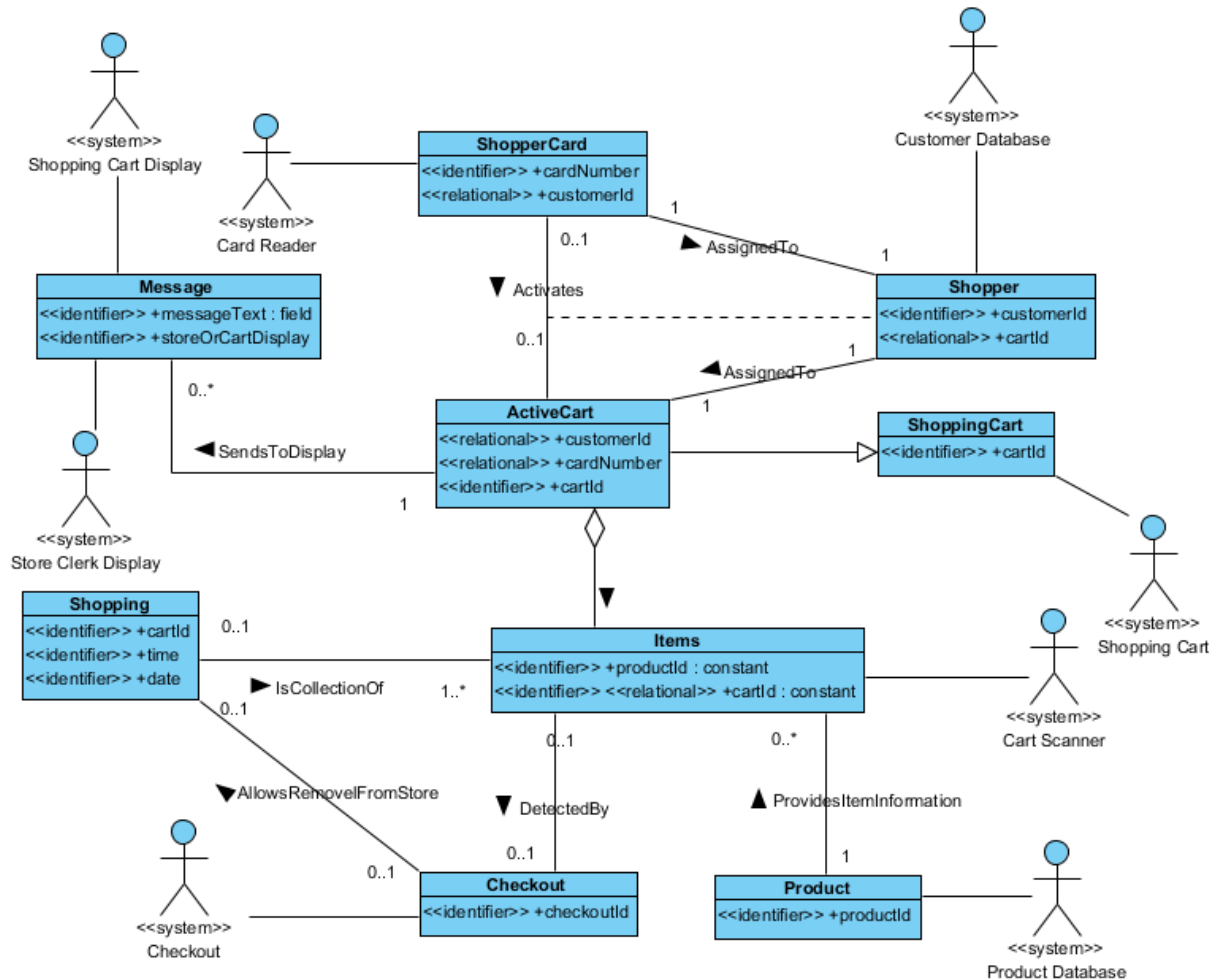 <<system>>
Shopping Cart Display
<<system>>
Card Reader
<<system>>
Customer Database
ShopperCard
<<identifier>> +cardNumber
<<relational>> +customerId
1
AssignedTo
1
0..1
Activates
0..1
Message
<<identifier>> +messageText : field
<<identifier>> +storeOrCartDisplay
Shopper
<<identifier>> +customerId
<<relational>> +cartId
1
AssignedTo
1
0..*
SendsToDisplay
1
ActiveCart
<<relational>> +customerId
<<relational>> +cardNumber
<<identifier>> +cartId
ShoppingCart
<<identifier>> +cartId
<<system>>
Store Clerk Display
<<system>>
Shopping Cart
Shopping
<<identifier>> +cartId
<<identifier>> +time
<<identifier>> +date
0..1
IsCollectionOf
1..*
Items
<<identifier>> +productId : constant
<<identifier>> <<relational>> +cartId : constant
<<system>>
Cart Scanner
0..1
AllowsRemovelFromStore
0..1
0..1
DetectedBy
0..1
0..*
ProvidesItemInformation
1
<<system>>
Checkout
Checkout
<<identifier>> +checkoutId
Product
<<identifier>> +productId
<<system>>
Product Database